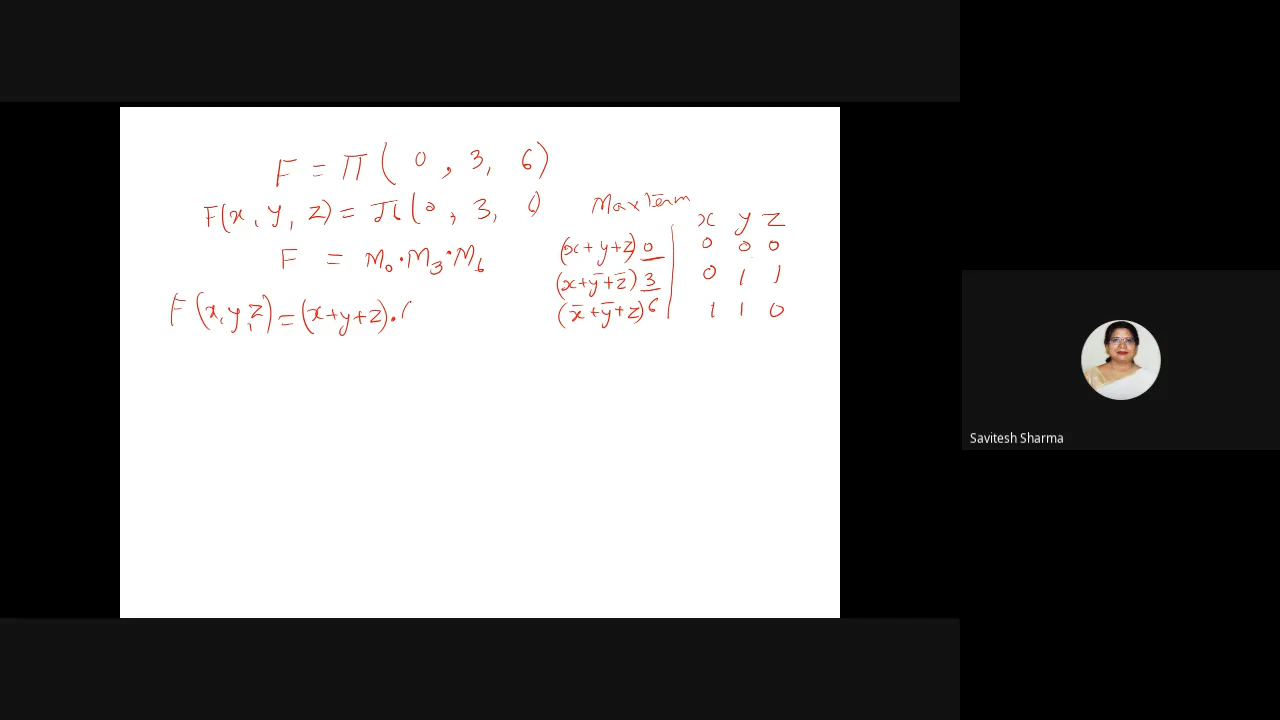 F = π ( 0 , 3, 6)
F(x, y, z) = π(0, 3, 6)
F = M₀·M₃·M₆
F(x,y,z) = (x+y+z)·(
Max Term
x y z
(x+y+z) 0 0 0 0
(x+y̅+z̅) 3 0 1 1
(x̅+y̅+z) 6 1 1 0
Savitesh Sharma